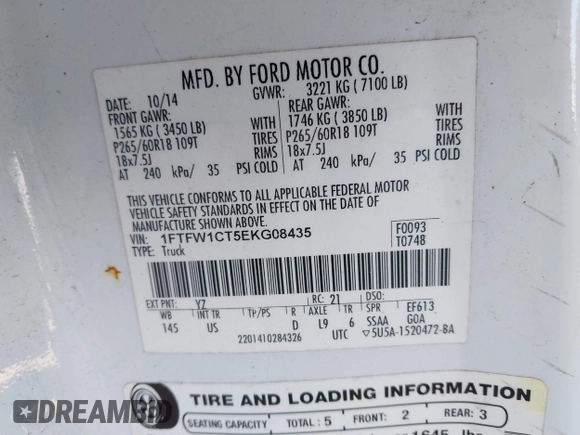 MFD. BY FORD MOTOR CO.
DATE: 10/14 GVWR: 3221 KG ( 7100 LB)
FRONT GAWR: REAR GAWR:
1565 KG ( 3450 LB) WITH 1746 KG ( 3850 LB) WITH
P265/60R18 109T TIRES P265/60R18 109T TIRES
18x7.5J RIMS 18x7.5J RIMS
AT 240 kPa/ 35 PSI COLD AT 240 kPa/ 35 PSI COLD
THIS VEHICLE CONFORMS TO ALL APPLICABLE FEDERAL MOTOR
VEHICLE SAFETY STANDARDS IN EFFECT ON THE DATE OF
MANUFACTURE SHOWN ABOVE.
VIN: 1FTFW1CT5EKG08435 F0093
TYPE: Truck T0748
EXT PNT: YZ RC: 21 DSO:
WB INT TR TP/PS R AXLE TR SPR EF613
145 US D L9 6 SSAA G0A
2201410284326 UTC ▽5U5A-1520472-BA
TIRE AND LOADING INFORMATION
SEATING CAPACITY TOTAL: 5 FRONT: 2 REAR: 3
DREAMBID